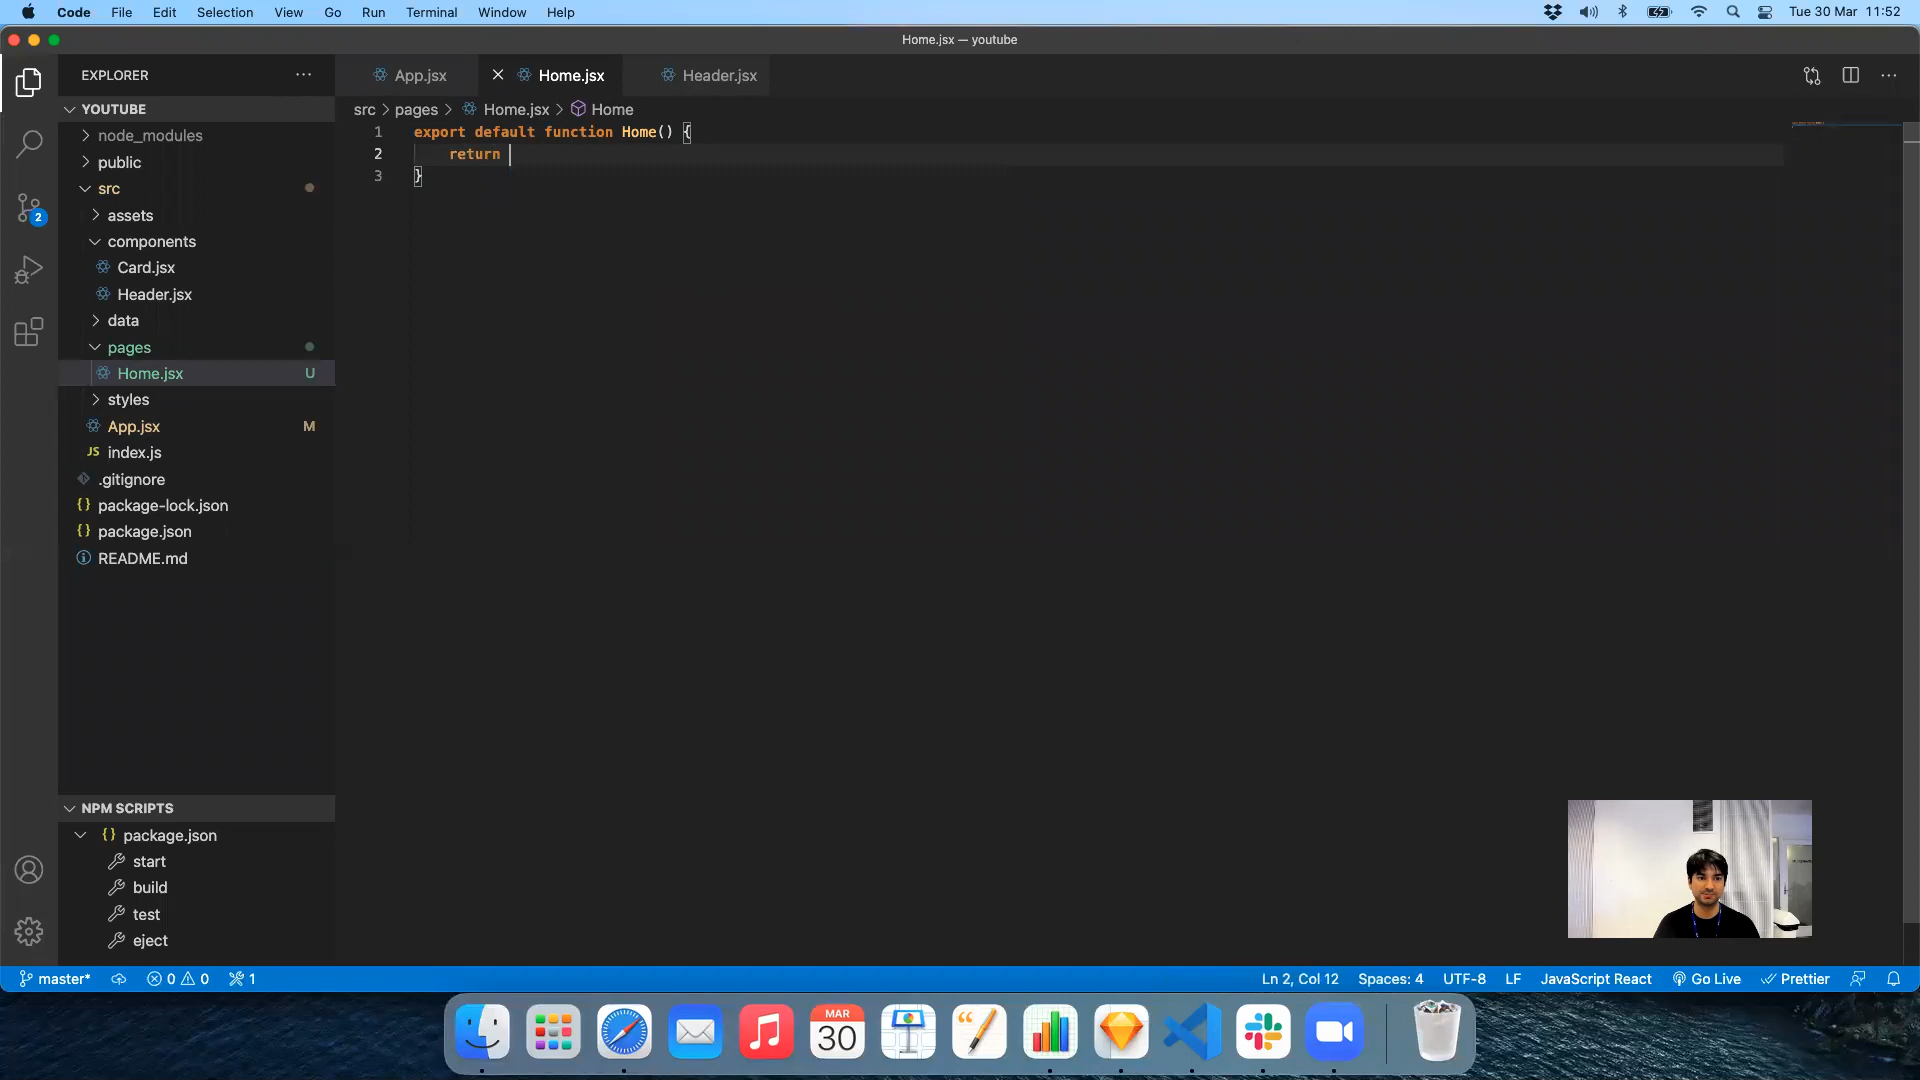 Code File Edit Selection View Go Run Terminal Window Help Tue 30 Mar 11:52
Home.jsx — youtube
EXPLORER
App.jsx Home.jsx Header.jsx
YOUTUBE
src > pages > Home.jsx > Home
node_modules
public
src
assets
components
Card.jsx
Header.jsx
data
pages
Home.jsx U
styles
App.jsx M
JS index.js
.gitignore
{} package-lock.json
{} package.json
README.md
2
1 export default function Home() {
2 return
3 }
NPM SCRIPTS
{} package.json
start
build
test
eject
master* 0 0 1 Ln 2, Col 12 Spaces: 4 UTF-8 LF JavaScript React Go Live Prettier
MAR
30